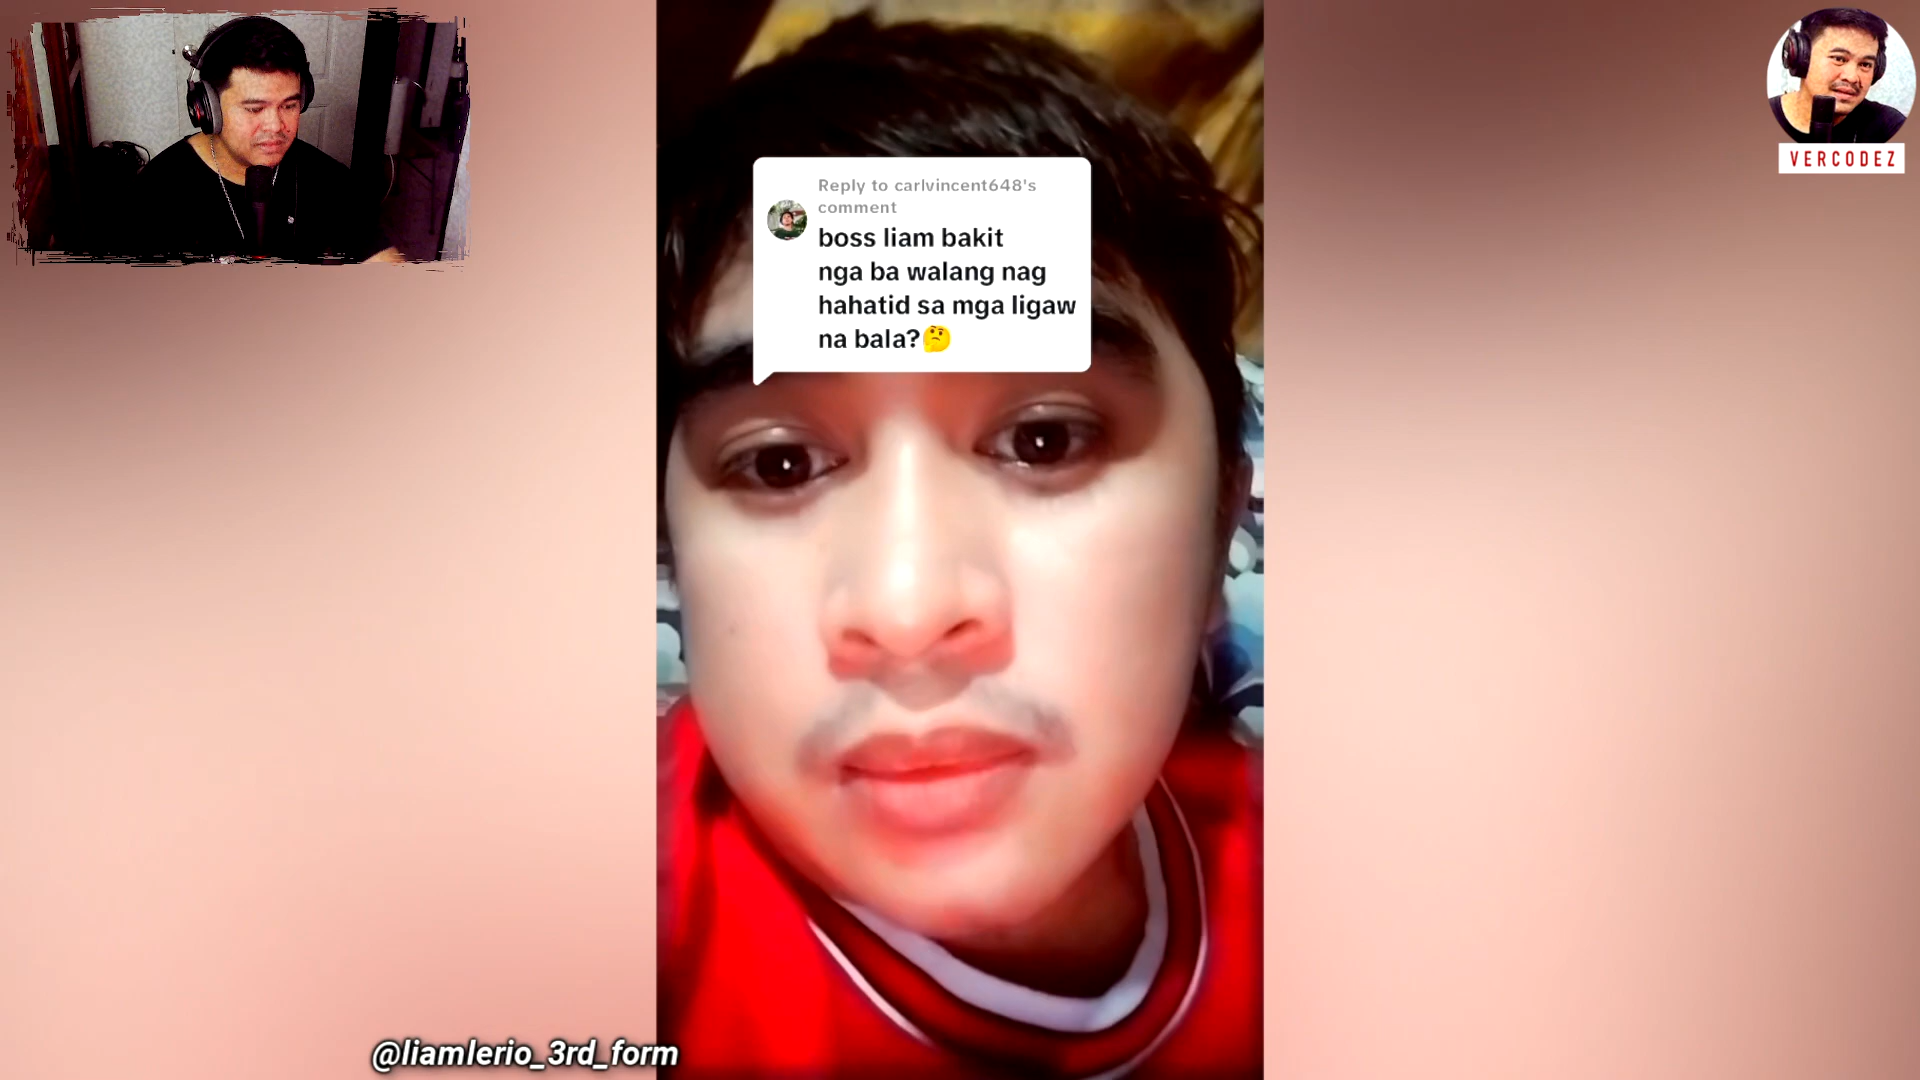 VERCODEZ
Reply to carlvincent648's
comment
boss liam bakit
nga ba walang nag
hahatid sa mga ligaw
na bala?🤔
@liamlerio_3rd_form